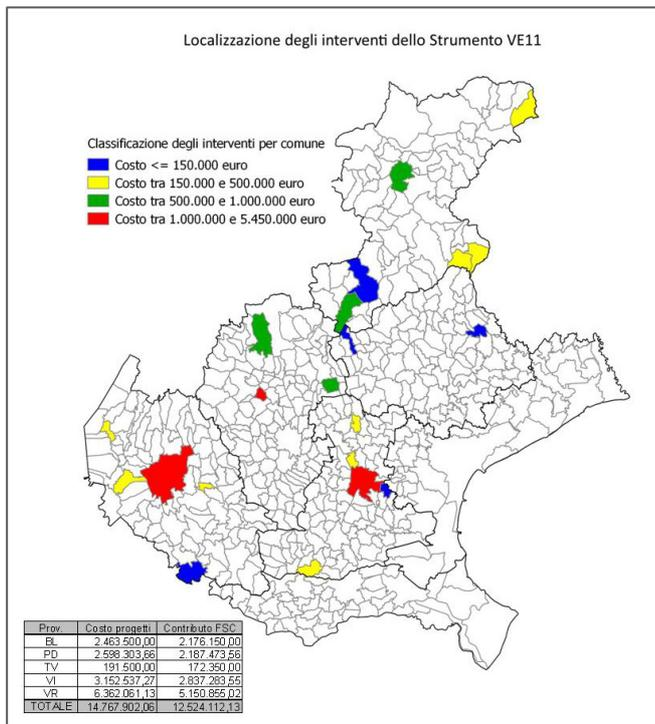 Localizzazione degli interventi dello Strumento VE11
Classificazione degli interventi per comune
Costo <= 150.000 euro
Costo tra 150.000 e 500.000 euro
Costo tra 500.000 e 1.000.000 euro
Costo tra 1.000.000 e 5.450.000 euro
Prov. Costo progetti Contributo FSC
BL 2.463.500,00 2.176.150,00
PD 2.598.303,66 2.187.473,56
TV 191.500,00 172.350,00
VI 3.152.537,27 2.837.283,55
VR 6.362.061,13 5.150.855,02
TOTALE 14.767.902,06 12.524.112,13